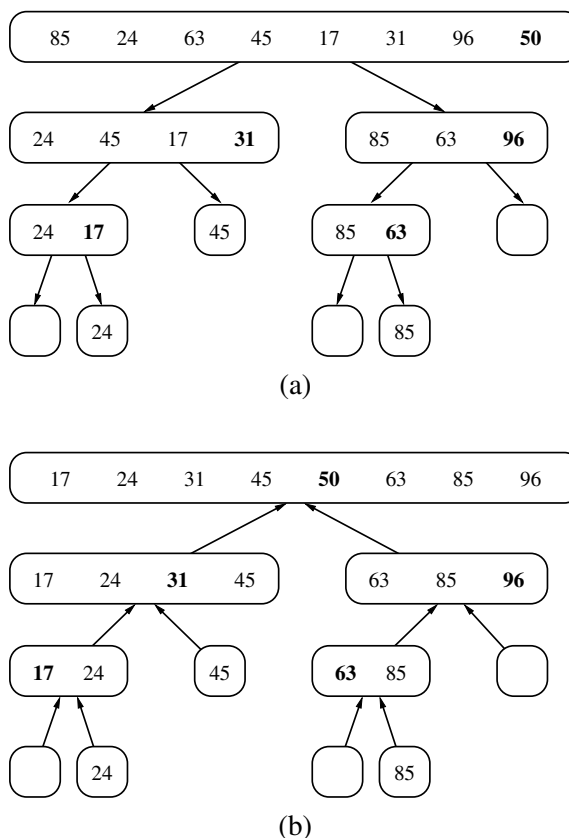 85 24 63 45 17 31 96 50
24 45 17 31 85 63 96
24 17 45 85 63
24 85
(a)
17 24 31 45 50 63 85 96
17 24 31 45 63 85 96
17 24 45 63 85
24 85
(b)